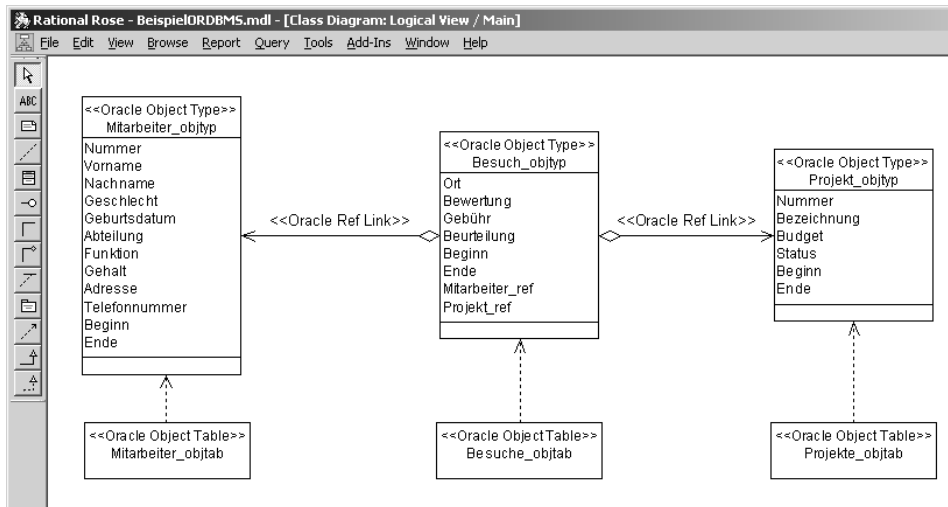 Rational Rose - BeispielORDBMS.mdl - [Class Diagram: Logical View / Main]
File Edit View Browse Report Query Tools Add-Ins Window Help
ABC
<<Oracle Object Type>>
Mitarbeiter_objtyp
Nummer
Vorname
Nachname
Geschlecht
Geburtsdatum
Abteilung
Funktion
Gehalt
Adresse
Telefonnummer
Beginn
Ende
<<Oracle Ref Link>>
<<Oracle Object Type>>
Besuch_objtyp
Ort
Bewertung
Gebühr
Beurteilung
Beginn
Ende
Mitarbeiter_ref
Projekt_ref
<<Oracle Ref Link>>
<<Oracle Object Type>>
Projekt_objtyp
Nummer
Bezeichnung
Budget
Status
Beginn
Ende
<<Oracle Object Table>>
Mitarbeiter_objtab
<<Oracle Object Table>>
Besuche_objtab
<<Oracle Object Table>>
Projekte_objtab